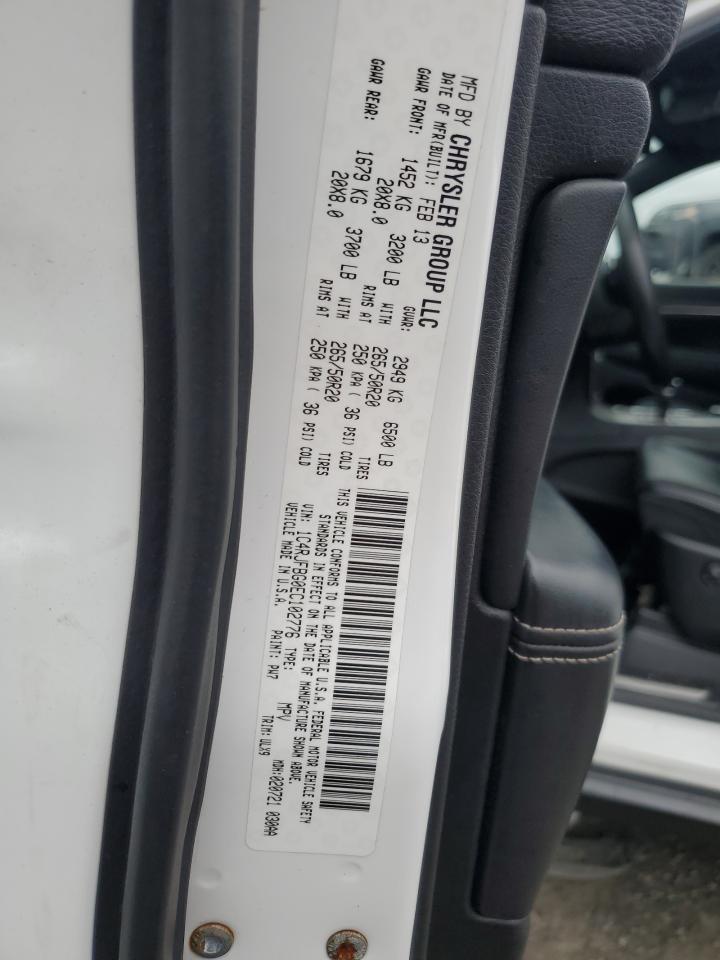 MFD BY CHRYSLER GROUP LLC
DATE OF MFR(BUILT): FEB 13 GVWR: 2949 KG 6500 LB
GAWR FRONT: 1452 KG 3200 LB WITH 265/50R20 TIRES
20X8.0 RIMS AT 250 KPA ( 36 PSI) COLD
GAWR REAR: 1679 KG 3700 LB WITH 265/50R20 TIRES
20X8.0 RIMS AT 250 KPA ( 36 PSI) COLD
THIS VEHICLE CONFORMS TO ALL APPLICABLE U.S.A. FEDERAL MOTOR VEHICLE SAFETY
STANDARDS IN EFFECT ON THE DATE OF MANUFACTURE SHOWN ABOVE.
VIN: 1C4RJFBG0EC102776 TYPE: MPV MDH:020721 030AA
VEHICLE MADE IN U.S.A. PAINT: PW7 TRIM:ULX9